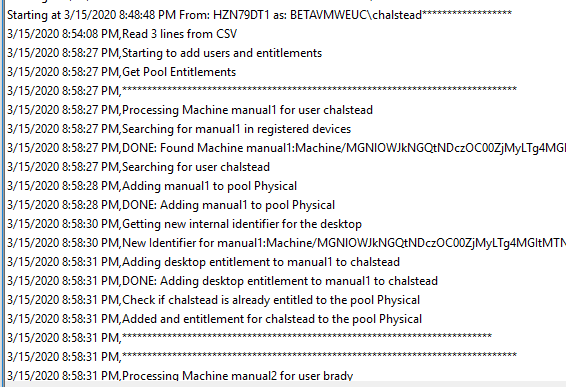 Starting at 3/15/2020 8:48:48 PM From: HZN79DT1 as: BETAVMWEUC\chalstead******************
3/15/2020 8:54:08 PM,Read 3 lines from CSV
3/15/2020 8:58:27 PM,Starting to add users and entitlements
3/15/2020 8:58:27 PM,Get Pool Entitlements
3/15/2020 8:58:27 PM,*******************************************************************************
3/15/2020 8:58:27 PM,Processing Machine manual1 for user chalstead
3/15/2020 8:58:27 PM,Searching for manual1 in registered devices
3/15/2020 8:58:27 PM,DONE: Found Machine manual1:Machine/MGNIOWJkNGQtNDczOC00ZjMyLTg4MGI
3/15/2020 8:58:27 PM,Searching for user chalstead
3/15/2020 8:58:28 PM,Adding manual1 to pool Physical
3/15/2020 8:58:28 PM,DONE: Adding manual1 to pool Physical
3/15/2020 8:58:30 PM,Getting new internal identifier for the desktop
3/15/2020 8:58:30 PM,New Identifier for manual1:Machine/MGNIOWJkNGQtNDczOC00ZjMyLTg4MGItMTN
3/15/2020 8:58:31 PM,Adding desktop entitlement to manual1 to chalstead
3/15/2020 8:58:31 PM,DONE: Adding desktop entitlement to manual1 to chalstead
3/15/2020 8:58:31 PM,Check if chalstead is already entitled to the pool Physical
3/15/2020 8:58:31 PM,Added and entitlement for chalstead to the pool Physical
3/15/2020 8:58:31 PM,**************************************************************************
3/15/2020 8:58:31 PM,*******************************************************************************
3/15/2020 8:58:31 PM,Processing Machine manual2 for user brady